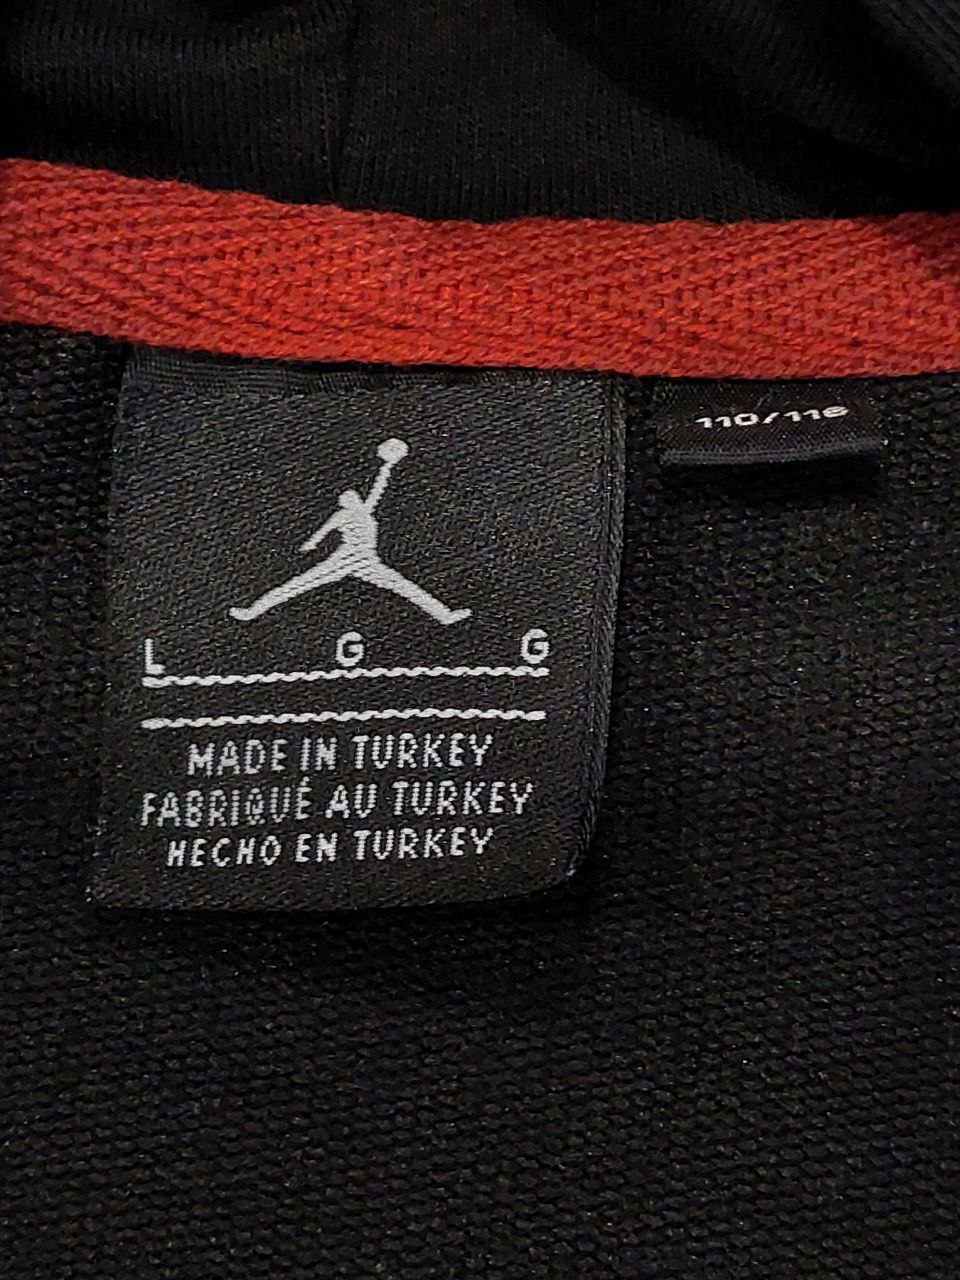 110/116
L G G
MADE IN TURKEY
FABRIQUÉ AU TURKEY
HECHO EN TURKEY